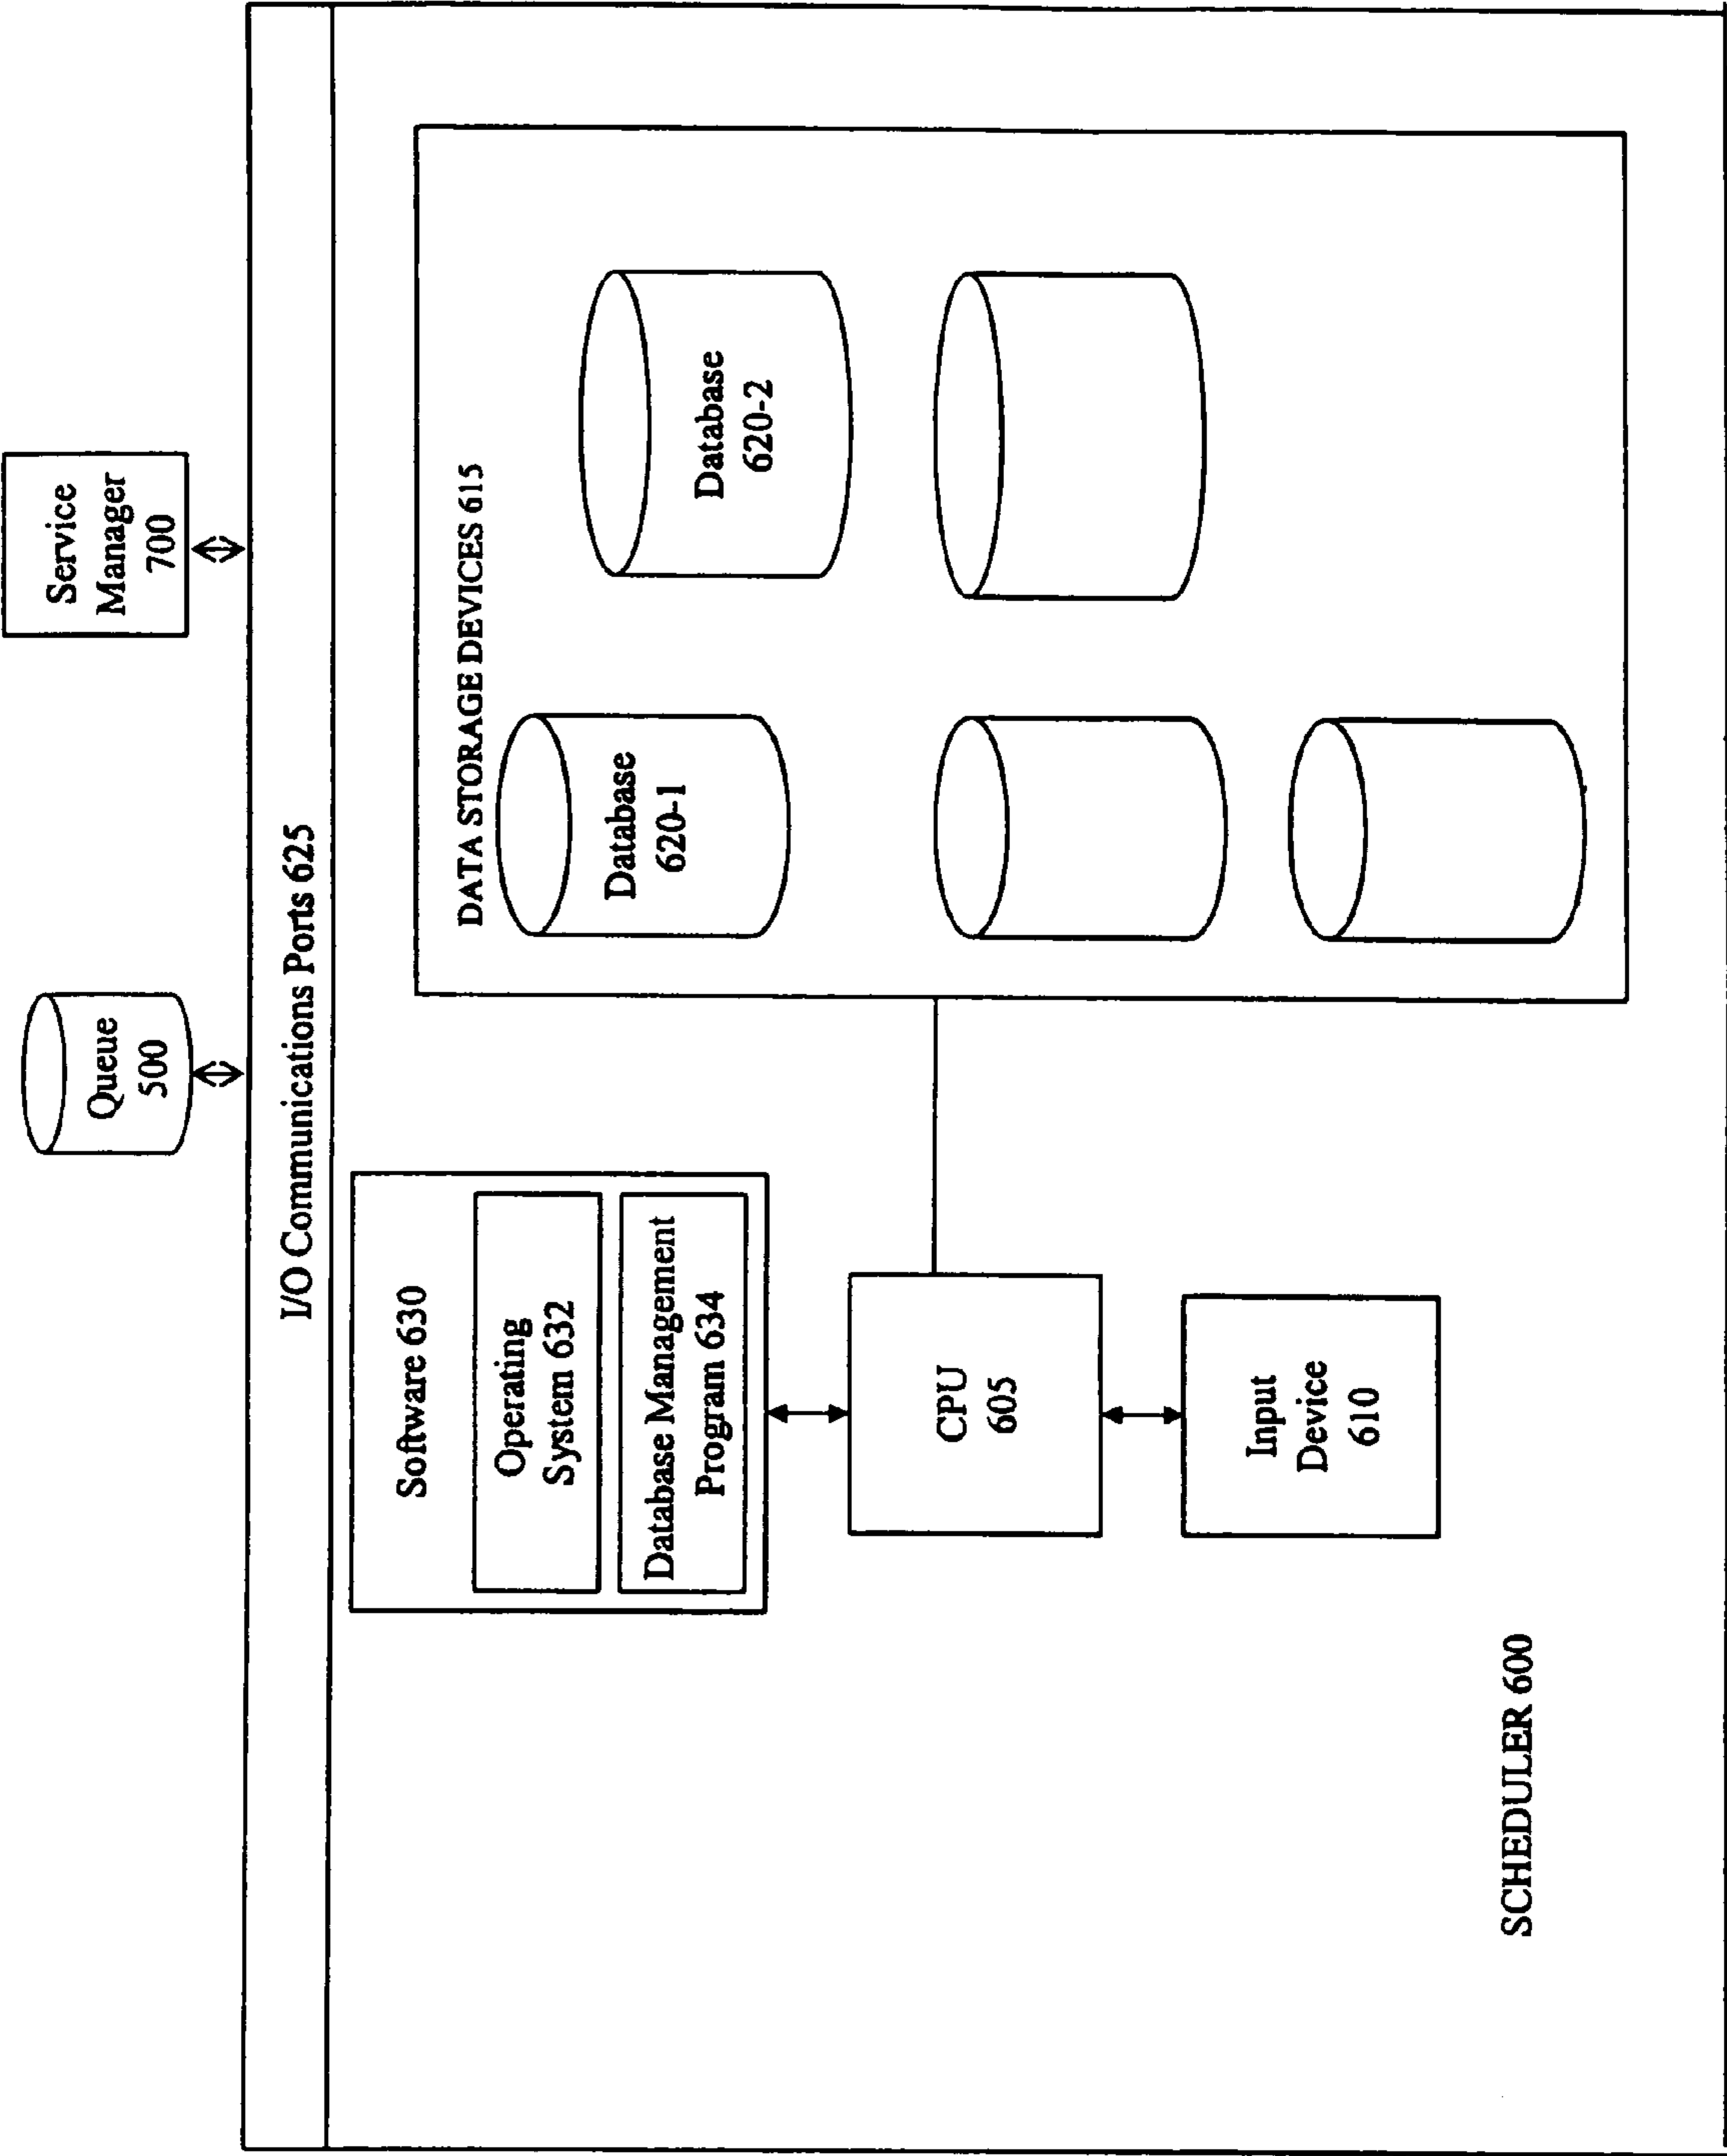 Queue
500
Service
Manager
700
I/O Communications Ports 625
Software 630
Operating
System 632
Database Management
Program 634
CPU
605
Input
Device
610
DATA STORAGE DEVICES 615
Database
620-1
Database
620-2
SCHEDULER 600